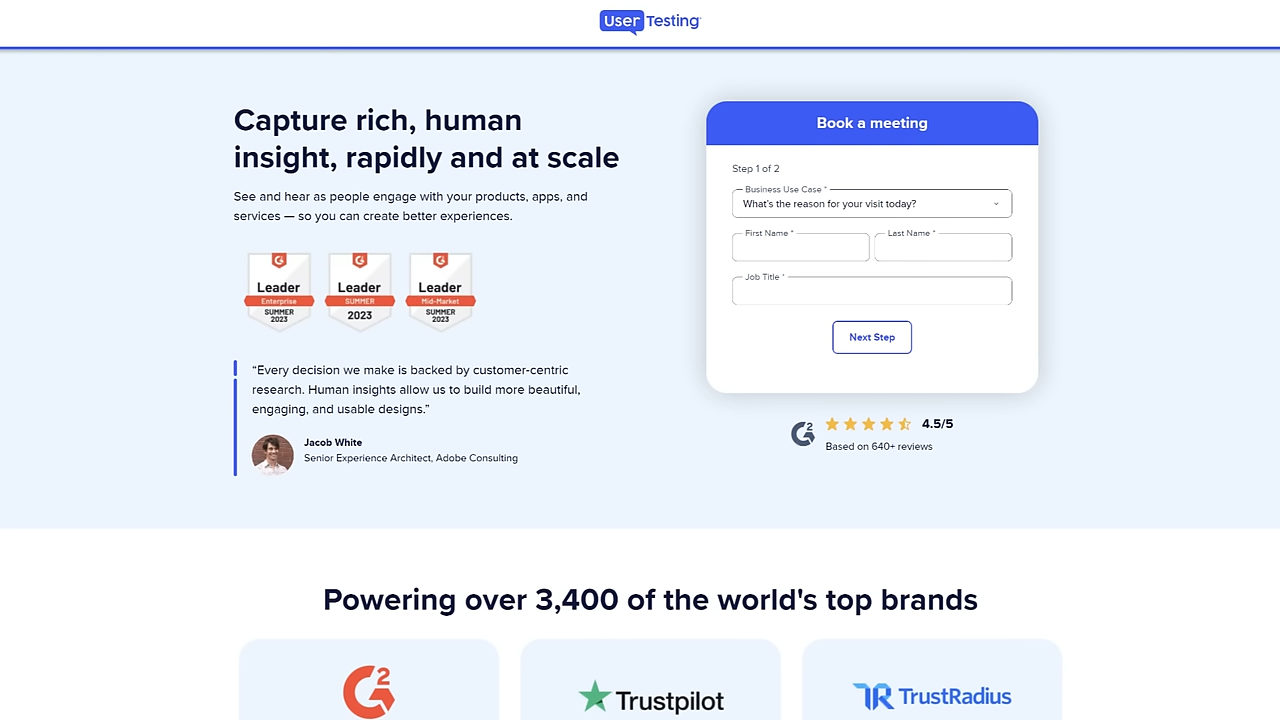 User Testing
Capture rich, human
insight, rapidly and at scale
See and hear as people engage with your products, apps, and
services — so you can create better experiences.
Leader
Enterprise
SUMMER
2023
Leader
SUMMER
2023
Leader
Mid-Market
SUMMER
2023
“Every decision we make is backed by customer-centric
research. Human insights allow us to build more beautiful,
engaging, and usable designs.”
Jacob White
Senior Experience Architect, Adobe Consulting
Book a meeting
Step 1 of 2
Business Use Case *
What's the reason for your visit today?
First Name *
Last Name *
Job Title *
Next Step
G2
4.5/5
Based on 640+ reviews
Powering over 3,400 of the world's top brands
G2
Trustpilot
TR TrustRadius